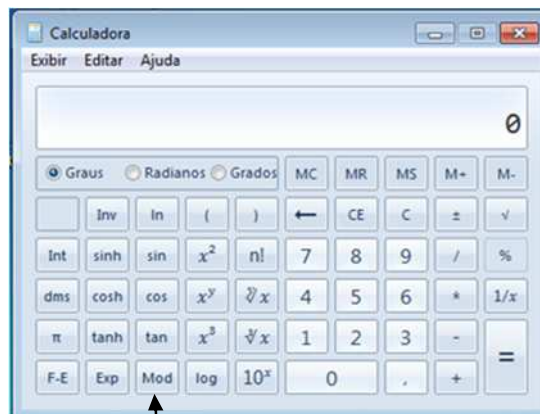 Calculadora
Exibir Editar Ajuda
0
Graus Radianos Grados MC MR MS M+ M-
Inv ln ( ) ← CE C ± √
Int sinh sin x² n! 7 8 9 / %
dms cosh cos xʸ ʸ√x 4 5 6 * 1/x
π tanh tan x³ ³√x 1 2 3 - =
F-E Exp Mod log 10ˣ 0 , +